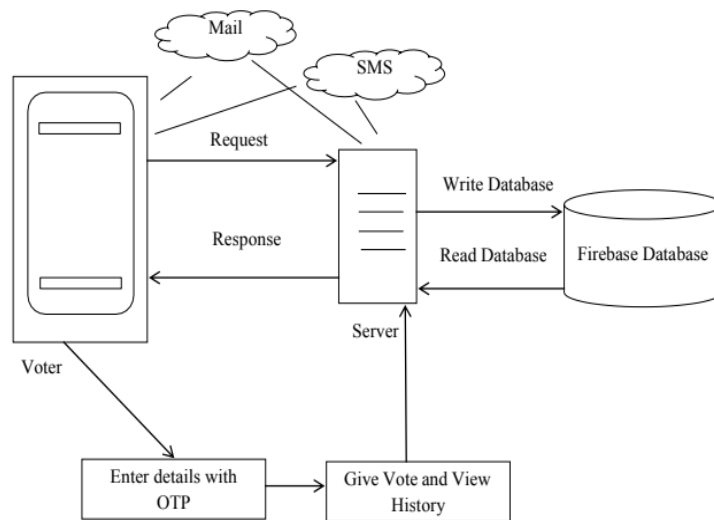 Mail
SMS
Request
Write Database
Response
Read Database
Firebase Database
Server
Voter
Enter details with
OTP
Give Vote and View
History